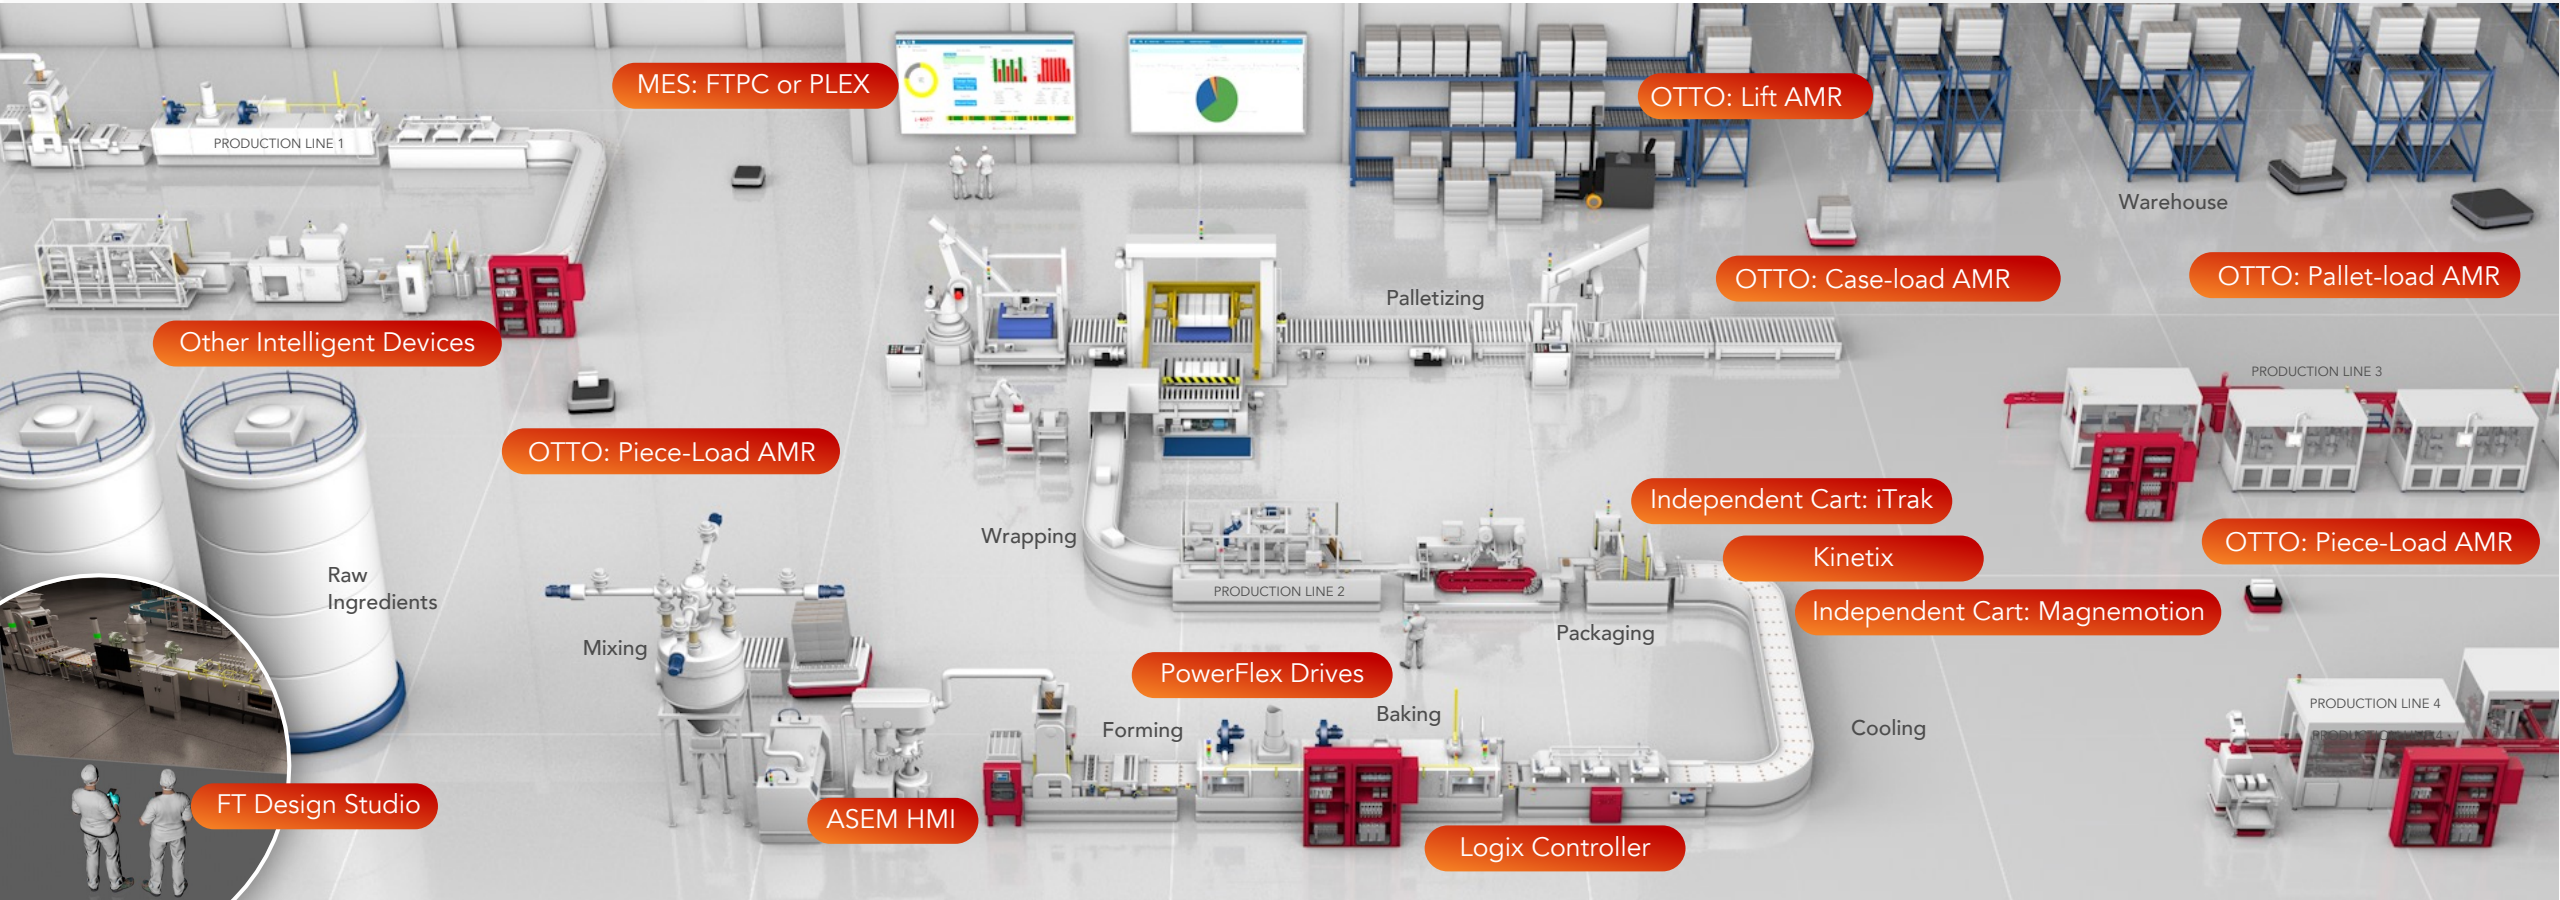 MES: FTPC or PLEX
OTTO: Lift AMR
PRODUCTION LINE 1
Warehouse
OTTO: Case-load AMR
OTTO: Pallet-load AMR
Palletizing
Other Intelligent Devices
PRODUCTION LINE 3
OTTO: Piece-Load AMR
Independent Cart: iTrak
Wrapping
OTTO: Piece-Load AMR
Kinetix
Raw
Ingredients
PRODUCTION LINE 2
Independent Cart: Magnemotion
Packaging
Mixing
PowerFlex Drives
PRODUCTION LINE 4
Baking
Forming
Cooling
PRODUCTION LINE 4
FT Design Studio
ASEM HMI
Logix Controller